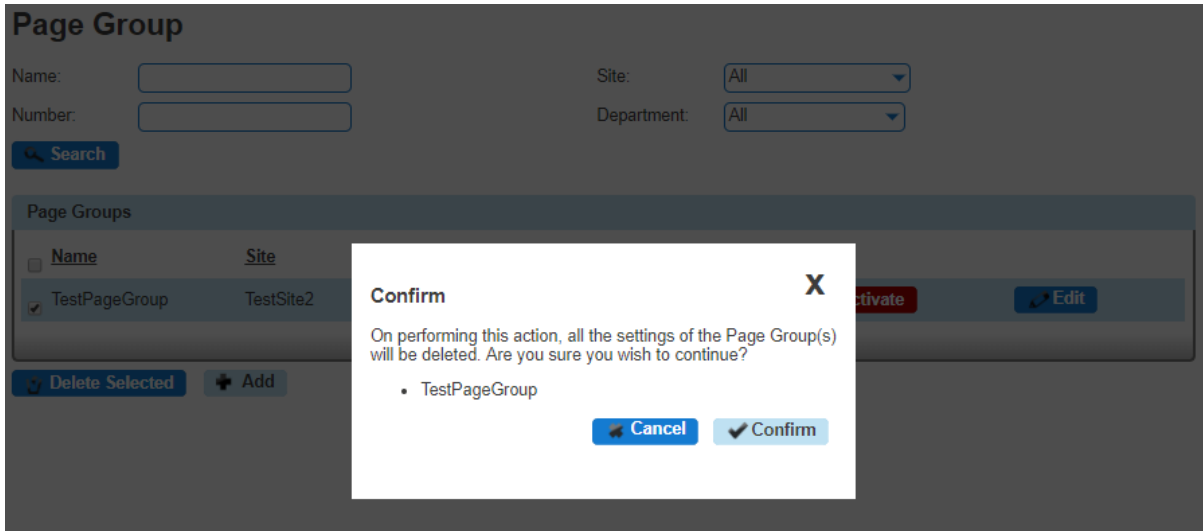 Page Group
Name:
Site:
All
Number:
Department:
All
Search
Page Groups
Name
Site
TestPageGroup
TestSite2
Edit
Delete Selected
Add
Confirm
X
On performing this action, all the settings of the Page Group(s)
will be deleted. Are you sure you wish to continue?
• TestPageGroup
Cancel
Confirm